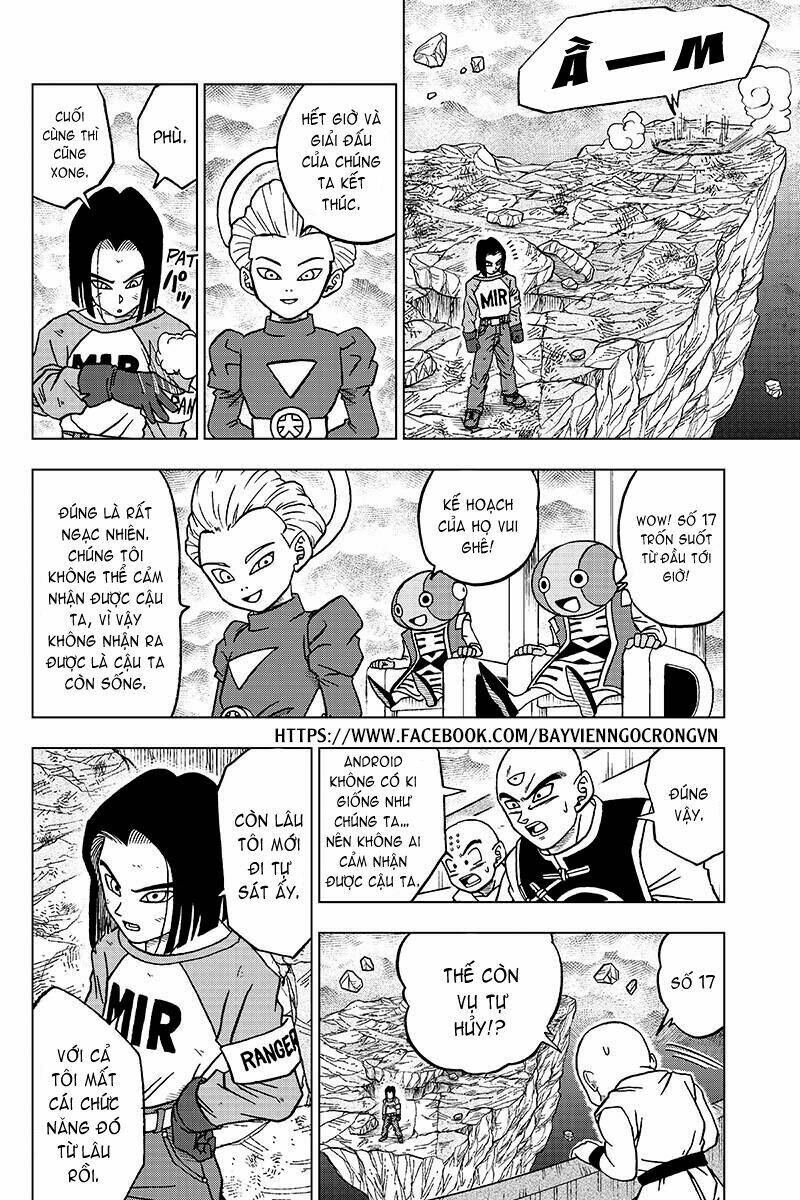 Ầ — M
MIR
HẾT GIỜ VÀ
GIẢI ĐẤU
CỦA CHÚNG
TA KẾT
THÚC.
PHÙ.
CUỐI
CÙNG THÌ
CŨNG
XONG.
PAT
パッ
MIR
RAN
大
WOW! SỐ 17
TRỐN SUỐT
TỪ ĐẦU TỚI
GIỜ!
KẾ HOẠCH
CỦA HỌ VUI
GHÊ!
ĐÚNG LÀ RẤT
NGẠC NHIÊN.
CHÚNG TÔI
KHÔNG THỂ CẢM
NHẬN ĐƯỢC CẬU
TA, VÌ VẬY
KHÔNG NHẬN RA
ĐƯỢC LÀ CẬU TA
CÒN SỐNG.
HTTPS://WWW.FACEBOOK.COM/BAYVIENNGOCRONGVN
ĐÚNG
VẬY.
ANDROID
KHÔNG CÓ KI
GIỐNG NHƯ
CHÚNG TA...
NÊN KHÔNG AI
CẢM NHẬN
ĐƯỢC CẬU TA.
SỐ 17
THẾ CÒN
VỤ TỰ
HỦY!?
CÒN LÂU
TÔI MỚI
ĐI TỰ
SÁT ẤY.
MIR
RANGER
VỚI CẢ
TÔI MẤT
CÁI CHỨC
NĂNG ĐÓ
TỪ LÂU
RỒI.